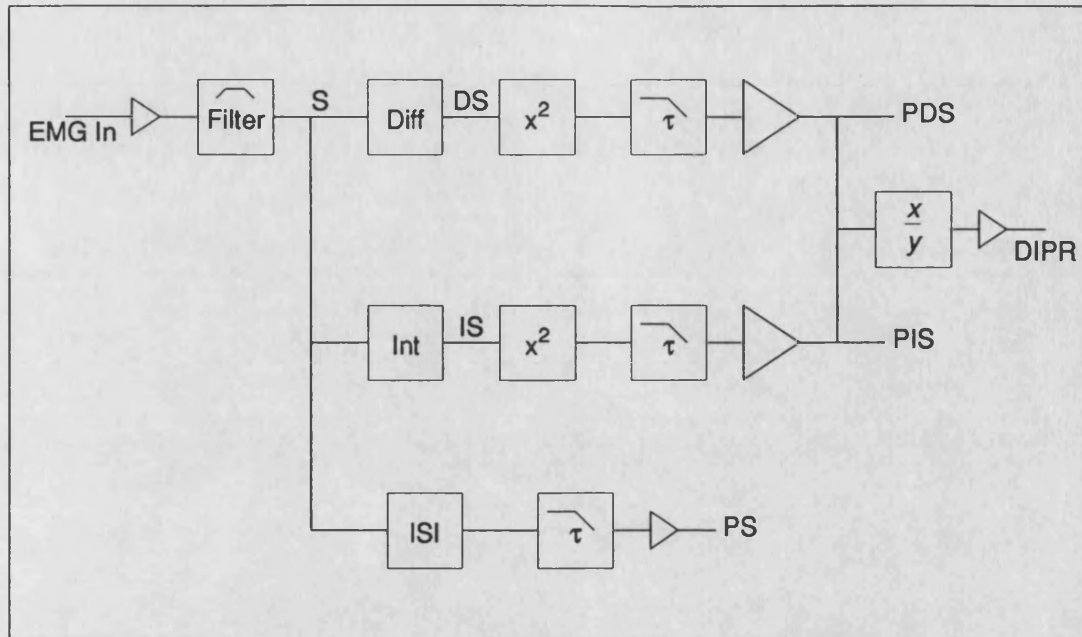 EMG In
Filter
S
Diff
DS
x²
τ
PDS
x
y
DIPR
Int
IS
x²
τ
PIS
ISI
τ
PS